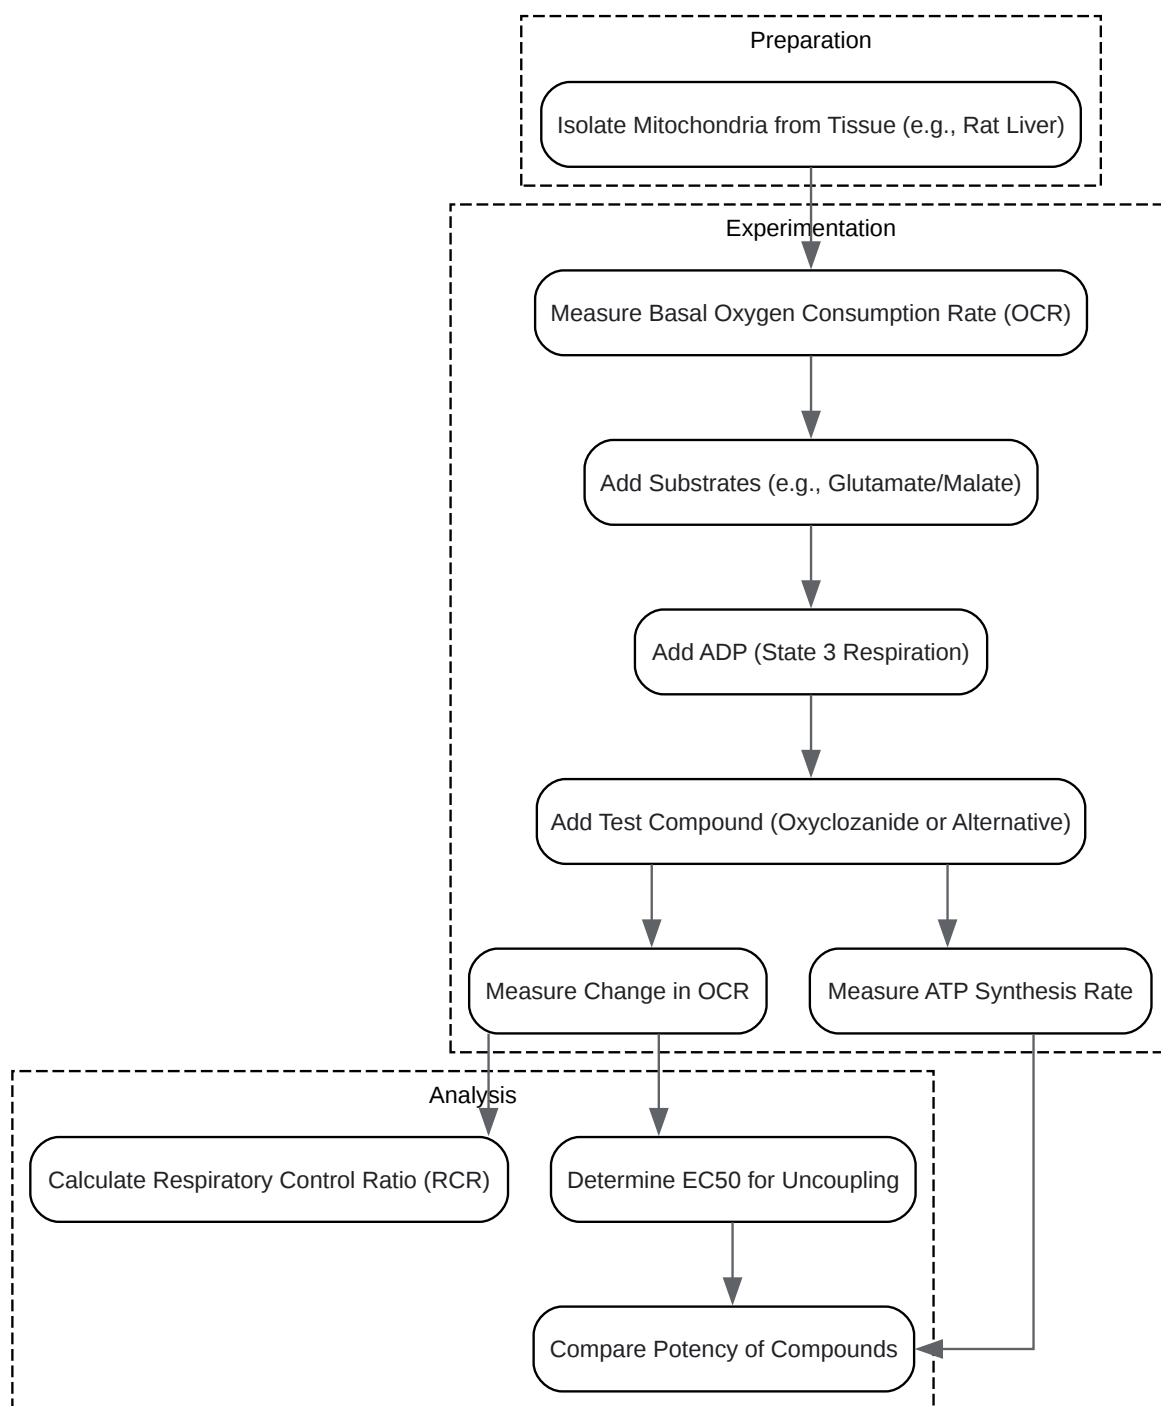 Preparation
Isolate Mitochondria from Tissue (e.g., Rat Liver)
Experimentation
Measure Basal Oxygen Consumption Rate (OCR)
Add Substrates (e.g., Glutamate/Malate)
Add ADP (State 3 Respiration)
Add Test Compound (Oxyclozanide or Alternative)
Measure Change in OCR
Measure ATP Synthesis Rate
Analysis
Calculate Respiratory Control Ratio (RCR)
Determine EC50 for Uncoupling
Compare Potency of Compounds